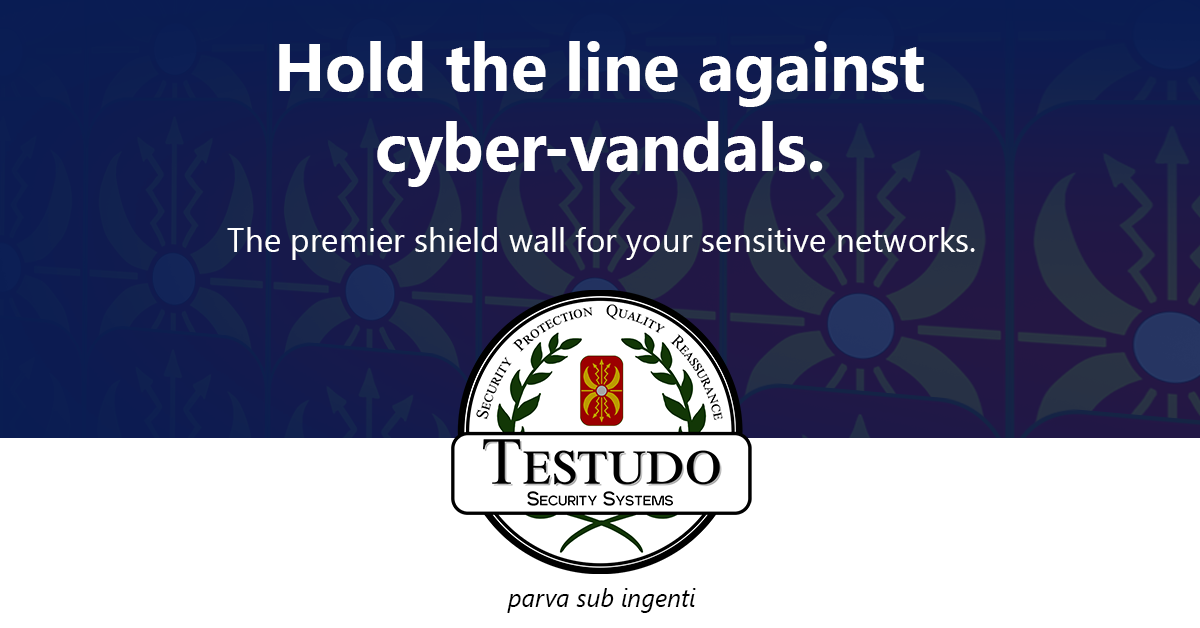 Hold the line against
cyber-vandals.
The premier shield wall for your sensitive networks.
Security Protection Quality Reassurance
Testudo
Security Systems
parva sub ingenti